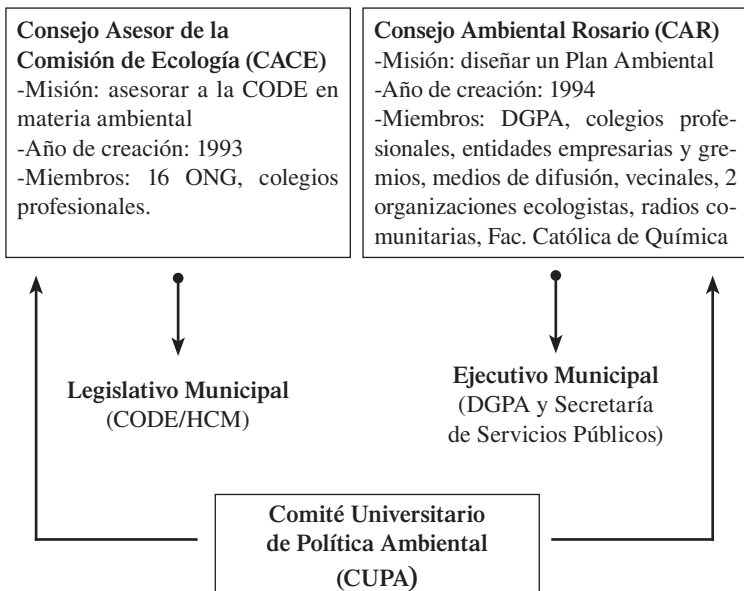 Consejo Asesor de la
Comisión de Ecología (CACE)
-Misión: asesorar a la CODE en
materia ambiental
-Año de creación: 1993
-Miembros: 16 ONG, colegios
profesionales.
Consejo Ambiental Rosario (CAR)
-Misión: diseñar un Plan Ambiental
-Año de creación: 1994
-Miembros: DGPA, colegios profe-
sionales, entidades empresarias y gre-
mios, medios de difusión, vecinales, 2
organizaciones ecologistas, radios co-
munitarias, Fac. Católica de Química
Legislativo Municipal
(CODE/HCM)
Ejecutivo Municipal
(DGPA y Secretaría
de Servicios Públicos)
Comité Universitario
de Política Ambiental
(CUPA)